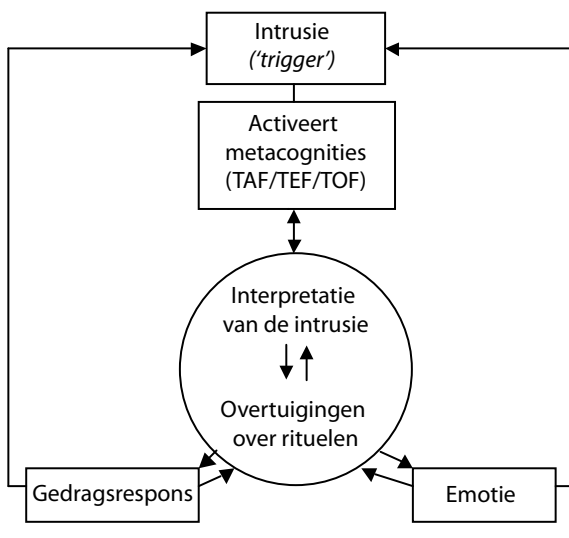 Intrusie
(‘trigger’)
Activeert
metacognities
(TAF/TEF/TOF)
Interpretatie
van de intrusie
Overtuigingen
over rituelen
Gedragsrespons
Emotie